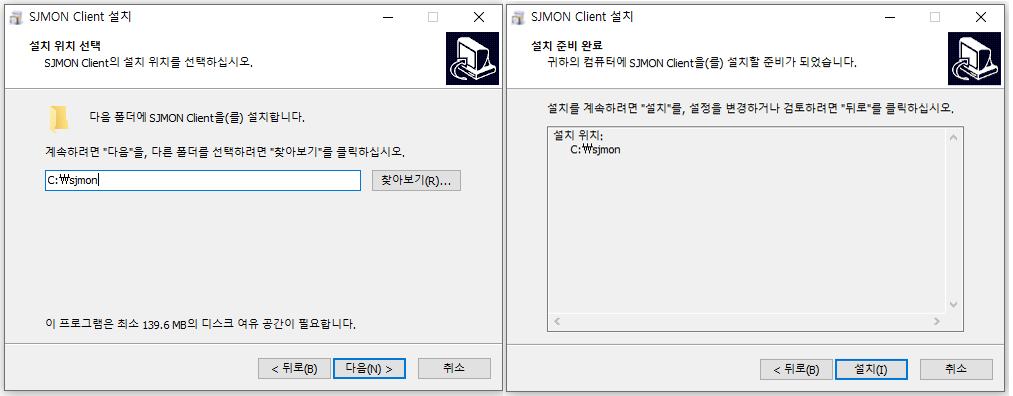 SJMON Client 설치
설치 위치 선택
SJMON Client의 설치 위치를 선택하십시오.
다음 폴더에 SJMON Client을(를) 설치합니다.
계속하려면 "다음"을, 다른 폴더를 선택하려면 "찾아보기"를 클릭하십시오.
C:₩sjmon
찾아보기(R)...
이 프로그램은 최소 139.6 MB의 디스크 여유 공간이 필요합니다.
< 뒤로(B)
다음(N) >
취소
SJMON Client 설치
설치 준비 완료
귀하의 컴퓨터에 SJMON Client을(를) 설치할 준비가 되었습니다.
설치를 계속하려면 "설치"를, 설정을 변경하거나 검토하려면 "뒤로"를 클릭하십시오.
설치 위치:
C:₩sjmon
< 뒤로(B)
설치(I)
취소